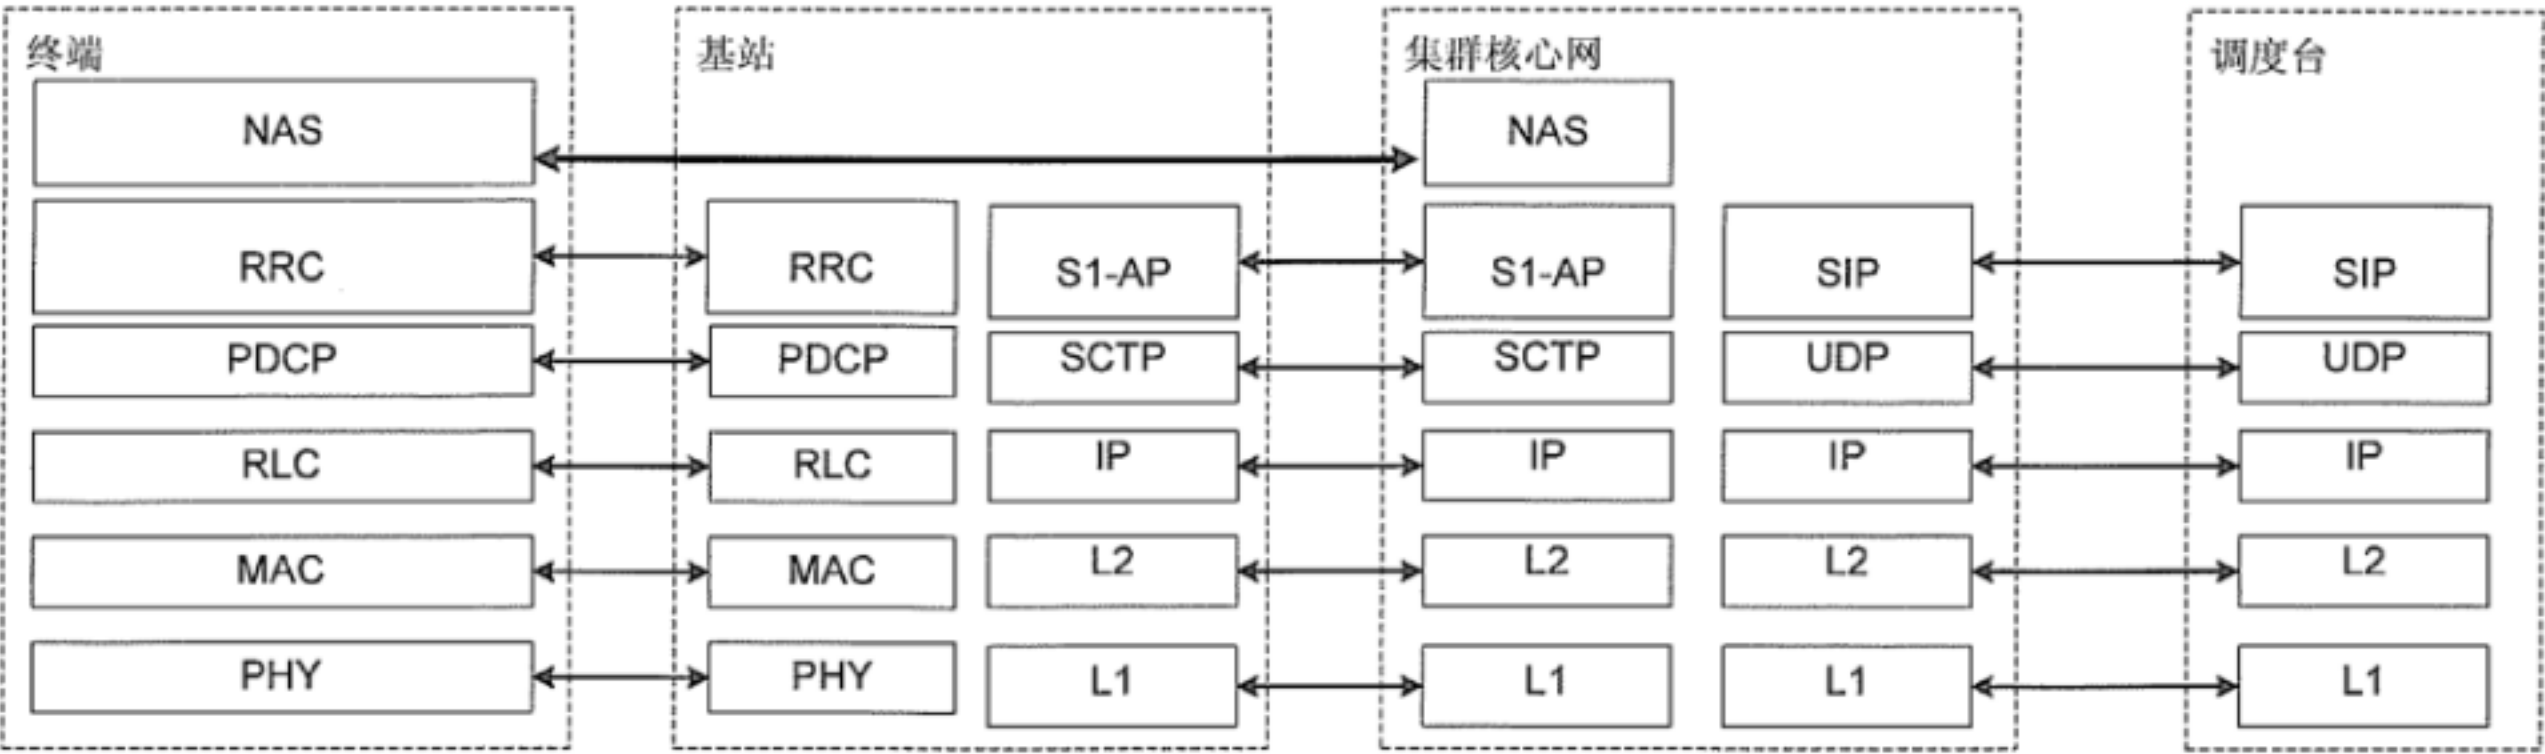 终端
NAS
RRC
PDCP
RLC
MAC
PHY
基站
RRC
PDCP
RLC
MAC
PHY
S1-AP
SCTP
IP
L2
L1
集群核心网
NAS
S1-AP
SCTP
IP
L2
L1
SIP
UDP
IP
L2
L1
调度台
SIP
UDP
IP
L2
L1